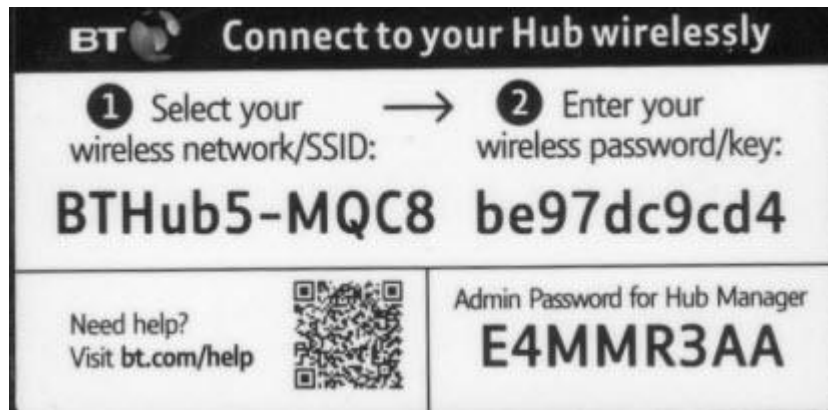 BT Connect to your Hub wirelessly
1 Select your → 2 Enter your
wireless network/SSID: wireless password/key:
BTHub5-MQC8 be97dc9cd4
Need help?
Visit bt.com/help
Admin Password for Hub Manager
E4MMR3AA